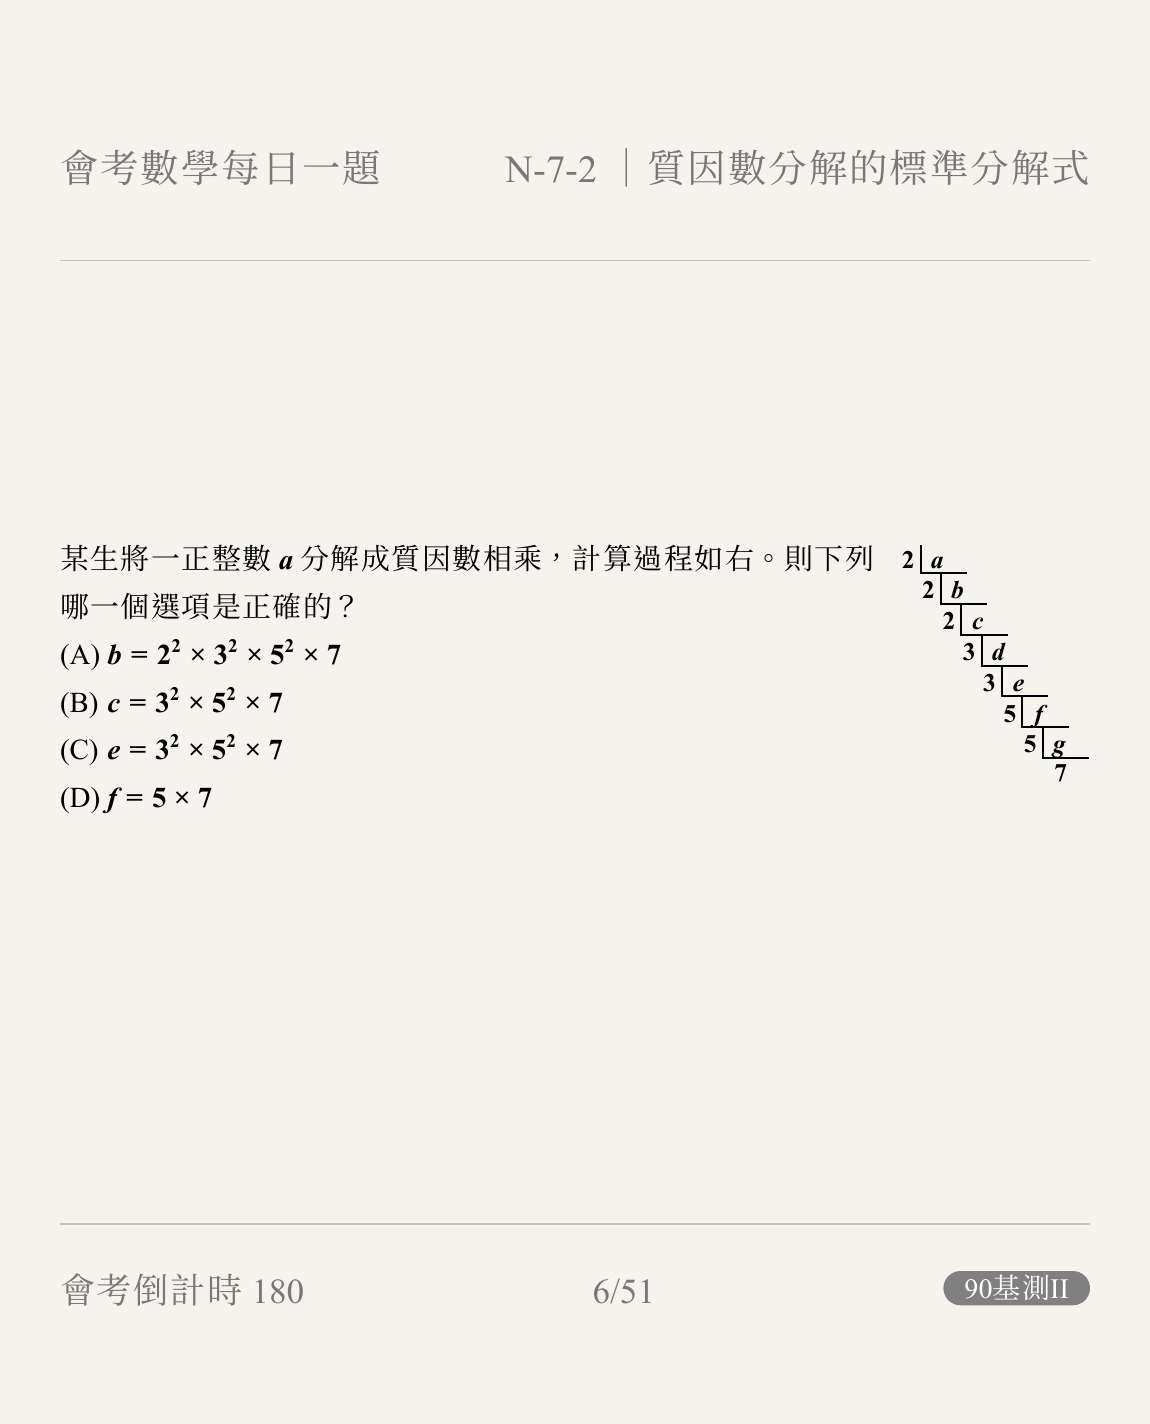 會考數學每日一題
N-7-2｜質因數分解的標準分解式
某生將一正整數 a 分解成質因數相乘，計算過程如右。則下列
哪一個選項是正確的？
(A) b = 2² × 3² × 5² × 7
(B) c = 3² × 5² × 7
(C) e = 3² × 5² × 7
(D) f = 5 × 7
2 a
2 b
2 c
3 d
3 e
5 f
5 g
7
會考倒計時 180
6/51
90基測II